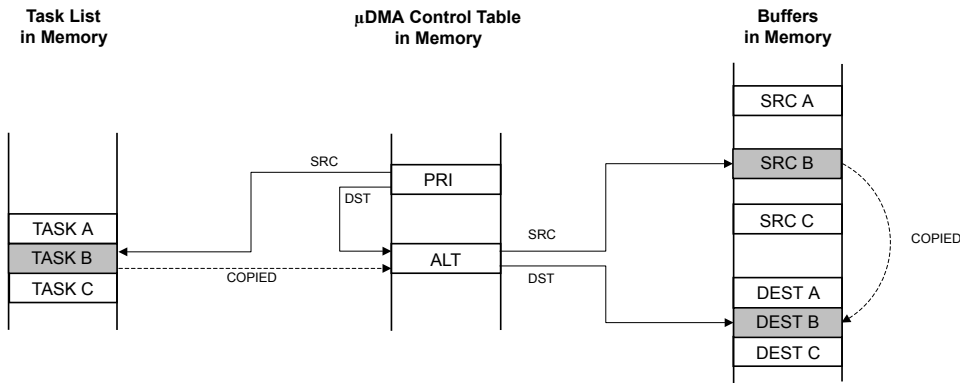 Task List
in Memory
µDMA Control Table
in Memory
Buffers
in Memory
SRC A
SRC
SRC B
PRI
DST
TASK A
SRC C
SRC
COPIED
TASK B
ALT
COPIED
DST
TASK C
DEST A
DEST B
DEST C